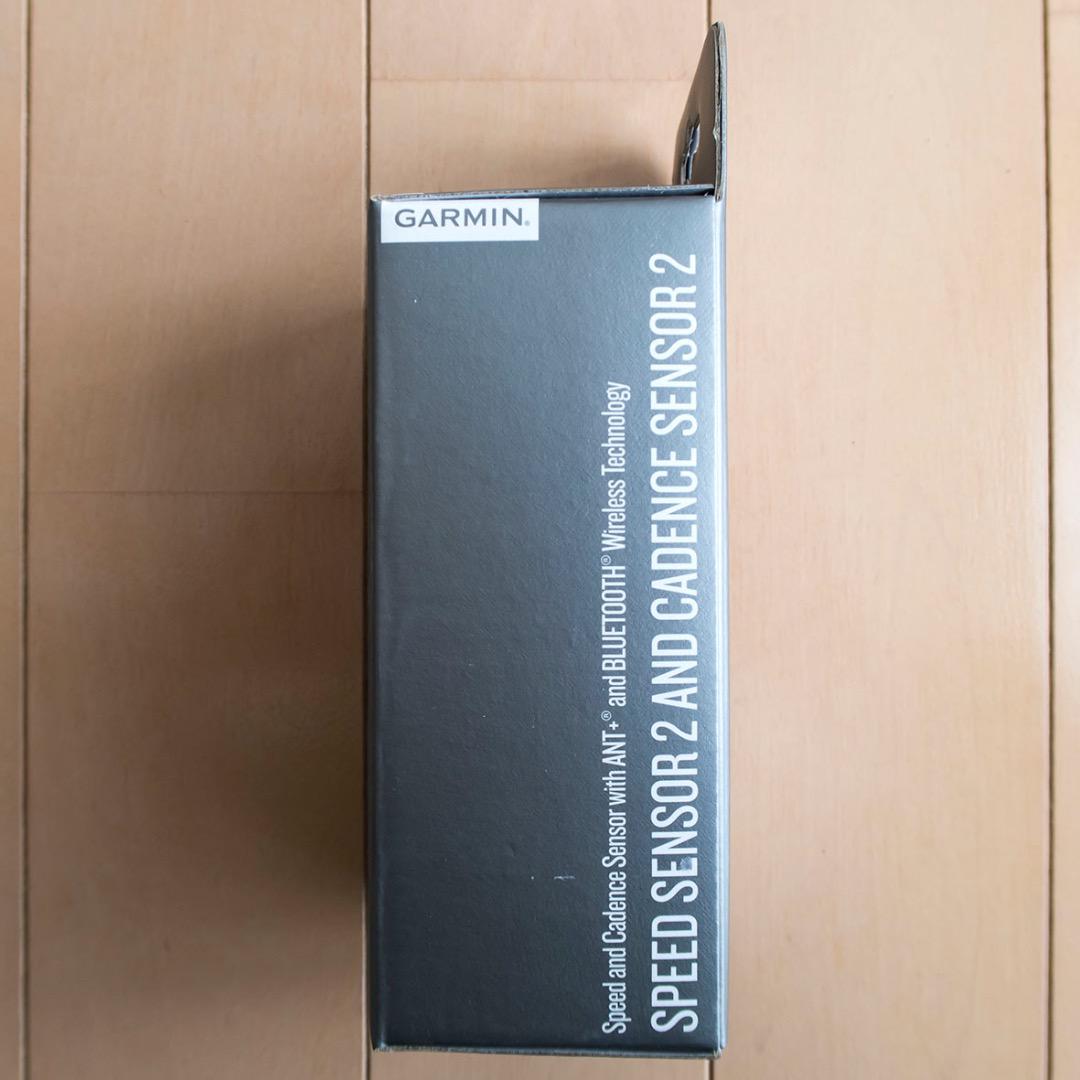 GARMIN®
Speed and Cadence Sensor with ANT+® and BLUETOOTH® Wireless Technology
SPEED SENSOR 2 AND CADENCE SENSOR 2